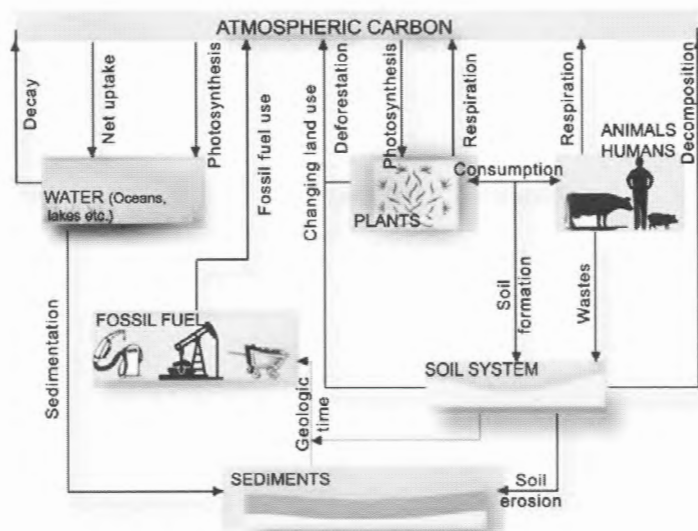 ATMOSPHERIC CARBON
Decay
Net uptake
Photosynthesis
Fossil fuel use
Changing land use
Deforestation
Photosynthesis
Respiration
Respiration
Decomposition
ANIMALS
HUMANS
Consumption
WATER (Oceans,
lakes etc.)
PLANTS
Soil
formation
Wastes
Sedimentation
FOSSIL FUEL
SOIL SYSTEM
Geologic
time
SEDIMENTS
Soil
erosion